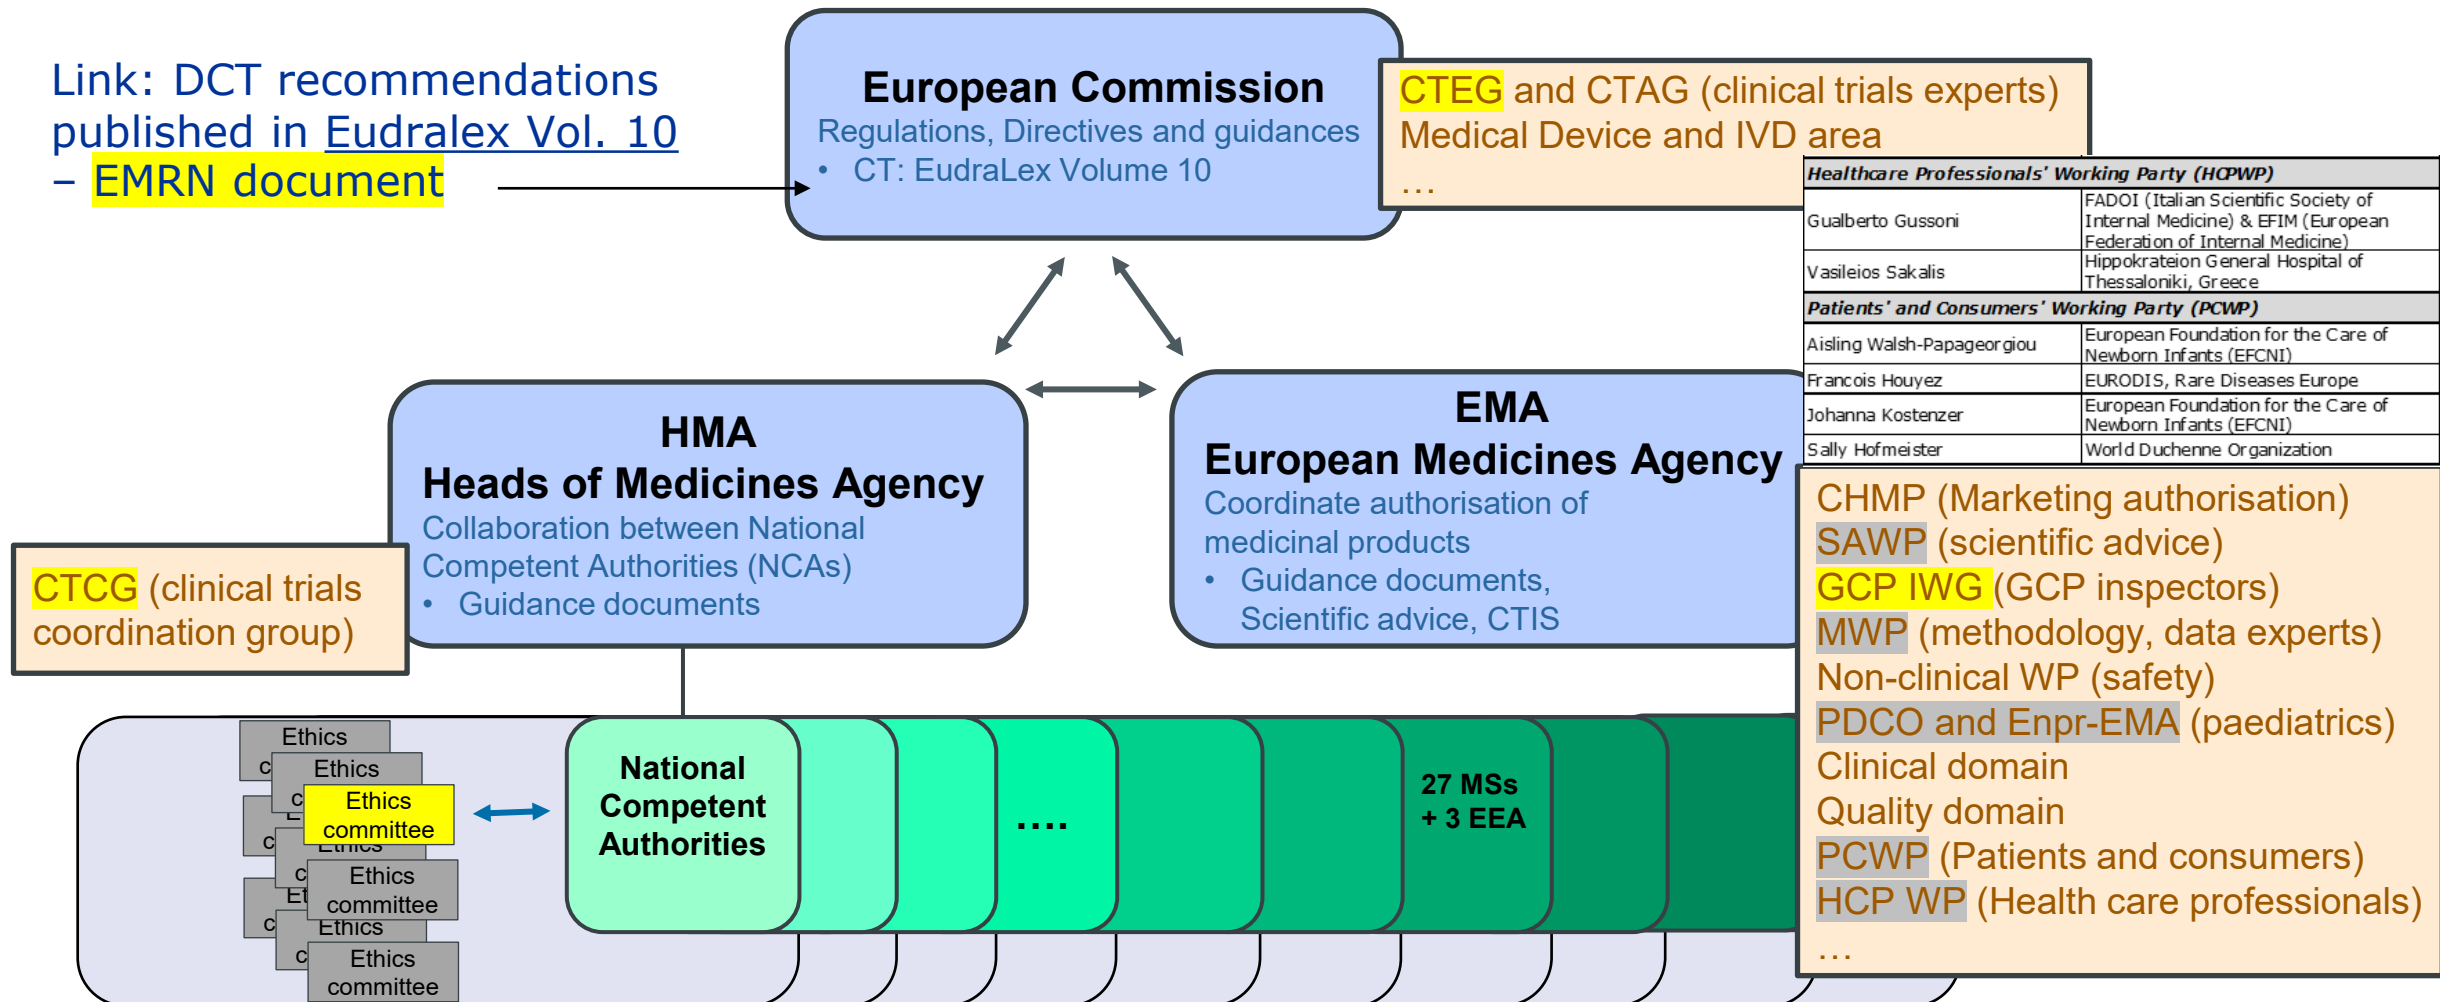 Link: DCT recommendations
published in Eudralex Vol. 10
– EMRN document
European Commission
Regulations, Directives and guidances
• CT: EudraLex Volume 10
CTEG and CTAG (clinical trials experts)
Medical Device and IVD area
…
Healthcare Professionals' Working Party (HCPWP)
Gualberto Gussoni
FADOI (Italian Scientific Society of
Internal Medicine) & EFIM (European
Federation of Internal Medicine)
Vasileios Sakalis
Hippokrateion General Hospital of
Thessaloniki, Greece
Patients' and Consumers' Working Party (PCWP)
Aisling Walsh-Papageorgiou
European Foundation for the Care of
Newborn Infants (EFCNI)
Francois Houyez
EURODIS, Rare Diseases Europe
Johanna Kostenzer
European Foundation for the Care of
Newborn Infants (EFCNI)
Sally Hofmeister
World Duchenne Organization
HMA
Heads of Medicines Agency
Collaboration between National
Competent Authorities (NCAs)
• Guidance documents
CTCG (clinical trials
coordination group)
EMA
European Medicines Agency
Coordinate authorisation of
medicinal products
• Guidance documents,
Scientific advice, CTIS
CHMP (Marketing authorisation)
SAWP (scientific advice)
GCP IWG (GCP inspectors)
MWP (methodology, data experts)
Non-clinical WP (safety)
PDCO and Enpr-EMA (paediatrics)
Clinical domain
Quality domain
PCWP (Patients and consumers)
HCP WP (Health care professionals)
…
Ethics
Ethics
Ethics
committee
Ethics
Ethics
committee
Ethics
Ethics
committee
National
Competent
Authorities
....
27 MSs
+ 3 EEA